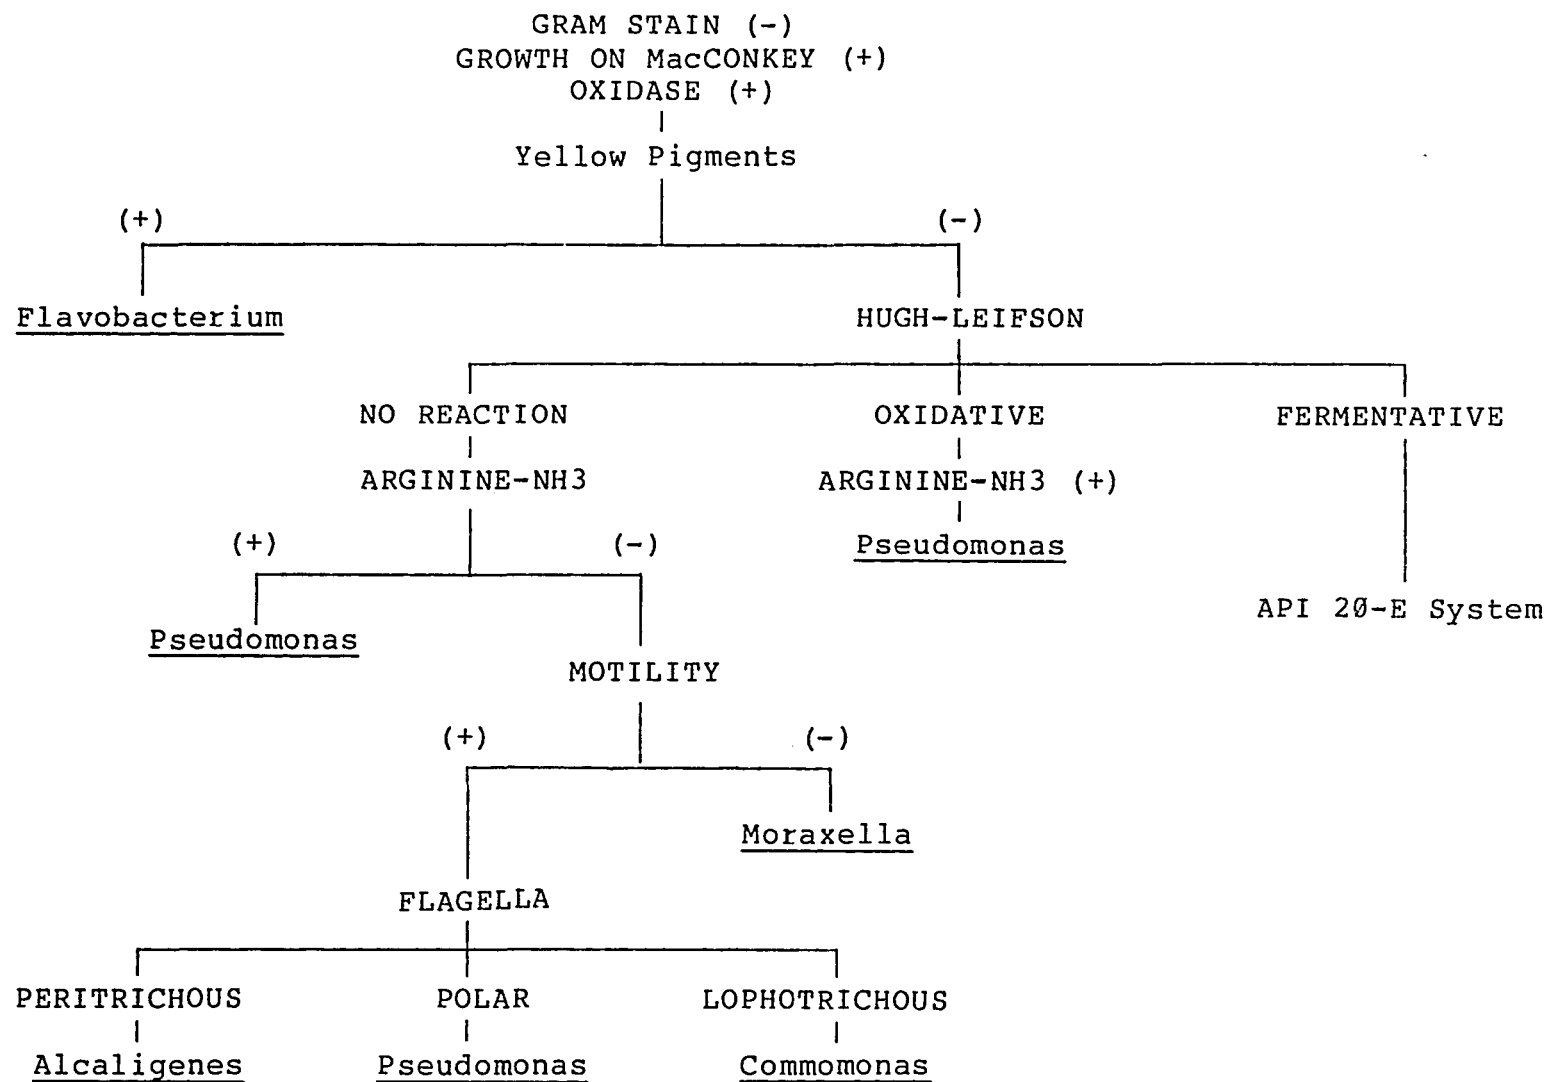 GRAM STAIN (-)
GROWTH ON MacCONKEY (+)
OXIDASE (+)
Yellow Pigments
(+) (-)
Flavobacterium HUGH-LEIFSON
NO REACTION OXIDATIVE FERMENTATIVE
ARGININE-NH3 ARGININE-NH3 (+)
(+) (-) Pseudomonas
API 20-E System
Pseudomonas
MOTILITY
(+) (-)
Moraxella
FLAGELLA
PERITRICHOUS POLAR LOPHOTRICHOUS
Alcaligenes Pseudomonas Commomonas